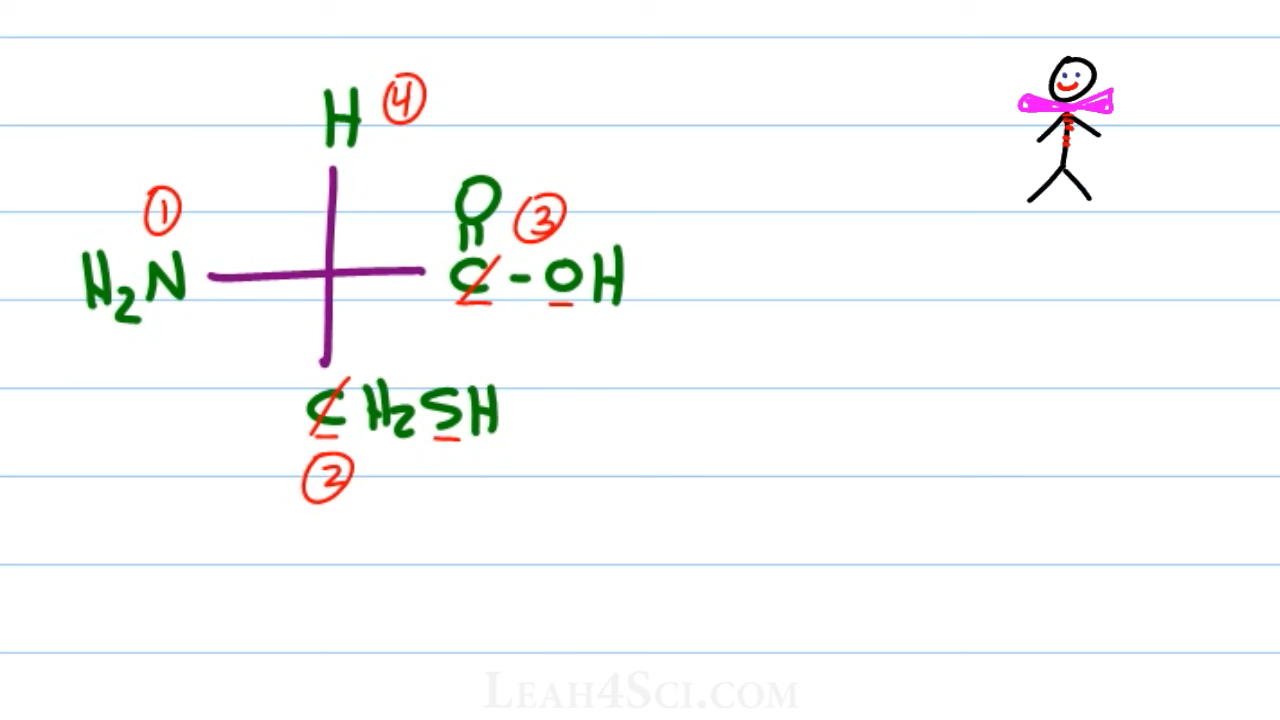 H ④
① O ③
H₂N C - OH
CH₂SH
②
LEAH4SCI.COM